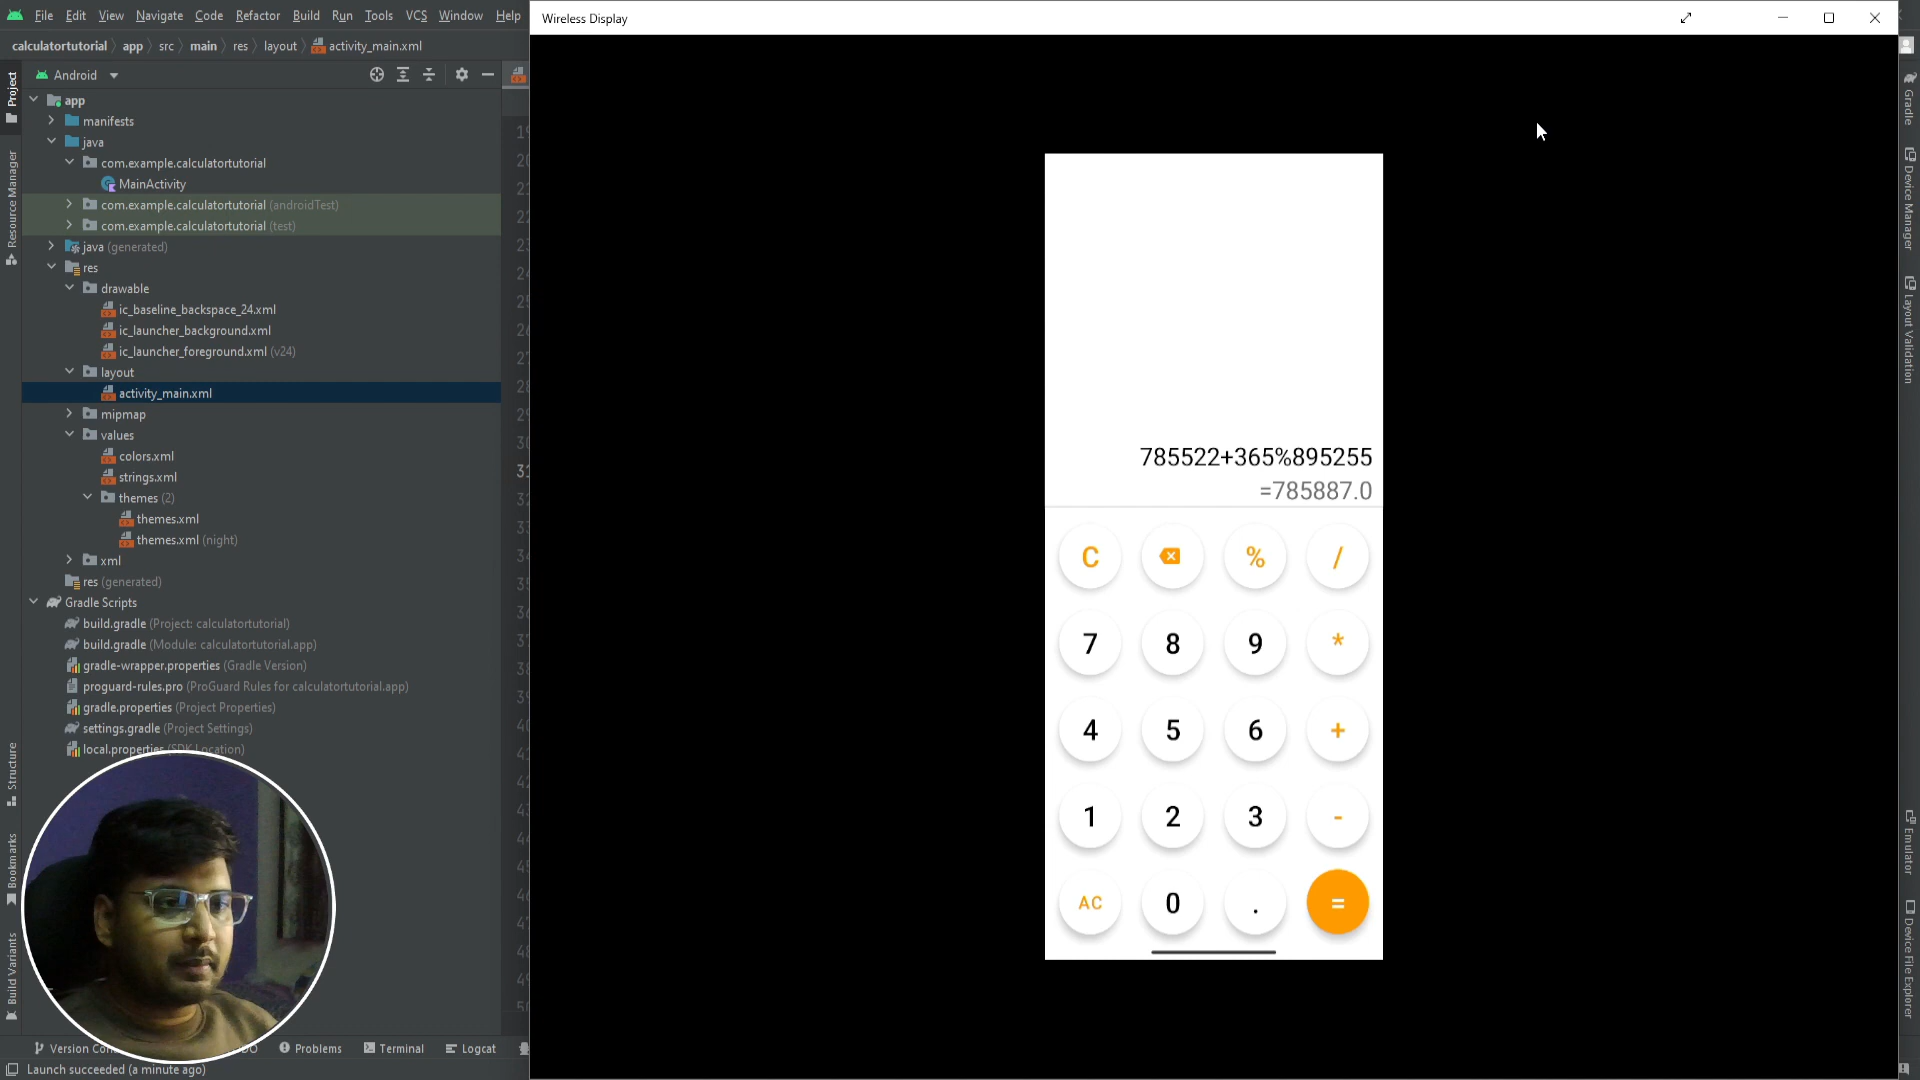 File Edit View Navigate Code Refactor Build Run Tools VCS Window Help
Wireless Display
calculatortutorial app src main res layout activity_main.xml
Android
Project
Resource Manager
Structure
Bookmarks
Build Variants
app
manifests
java
com.example.calculatortutorial
MainActivity
com.example.calculatortutorial (androidTest)
com.example.calculatortutorial (test)
java (generated)
res
drawable
ic_baseline_backspace_24.xml
ic_launcher_background.xml
ic_launcher_foreground.xml (v24)
layout
activity_main.xml
mipmap
values
colors.xml
strings.xml
themes (2)
themes.xml
themes.xml (night)
xml
res (generated)
Gradle Scripts
build.gradle (Project: calculatortutorial)
build.gradle (Module: calculatortutorial.app)
gradle-wrapper.properties (Gradle Version)
proguard-rules.pro (ProGuard Rules for calculatortutorial.app)
gradle.properties (Project Properties)
settings.gradle (Project Settings)
local.properties (SDK Location)
785522+365%895255
=785887.0
C % /
7 8 9 *
4 5 6 +
1 2 3 -
AC 0 . =
Gradle
Device Manager
Layout Validation
Emulator
Device File Explorer
Problems Terminal Logcat
Launch succeeded (a minute ago)